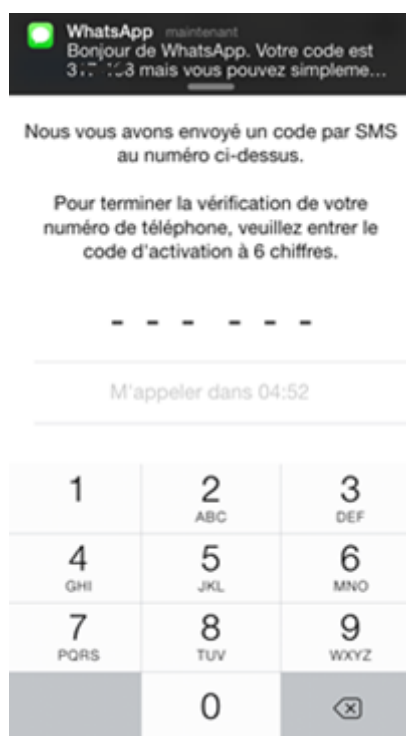 WhatsApp maintenant
Bonjour de WhatsApp. Votre code est
mais vous pouvez simpleme...
Nous vous avons envoyé un code par SMS
au numéro ci-dessus.
Pour terminer la vérification de votre
numéro de téléphone, veuillez entrer le
code d'activation à 6 chiffres.
- - - - - -
M'appeler dans 04:52
1 2 3
ABC DEF
4 5 6
GHI JKL MNO
7 8 9
PQRS TUV WXYZ
0